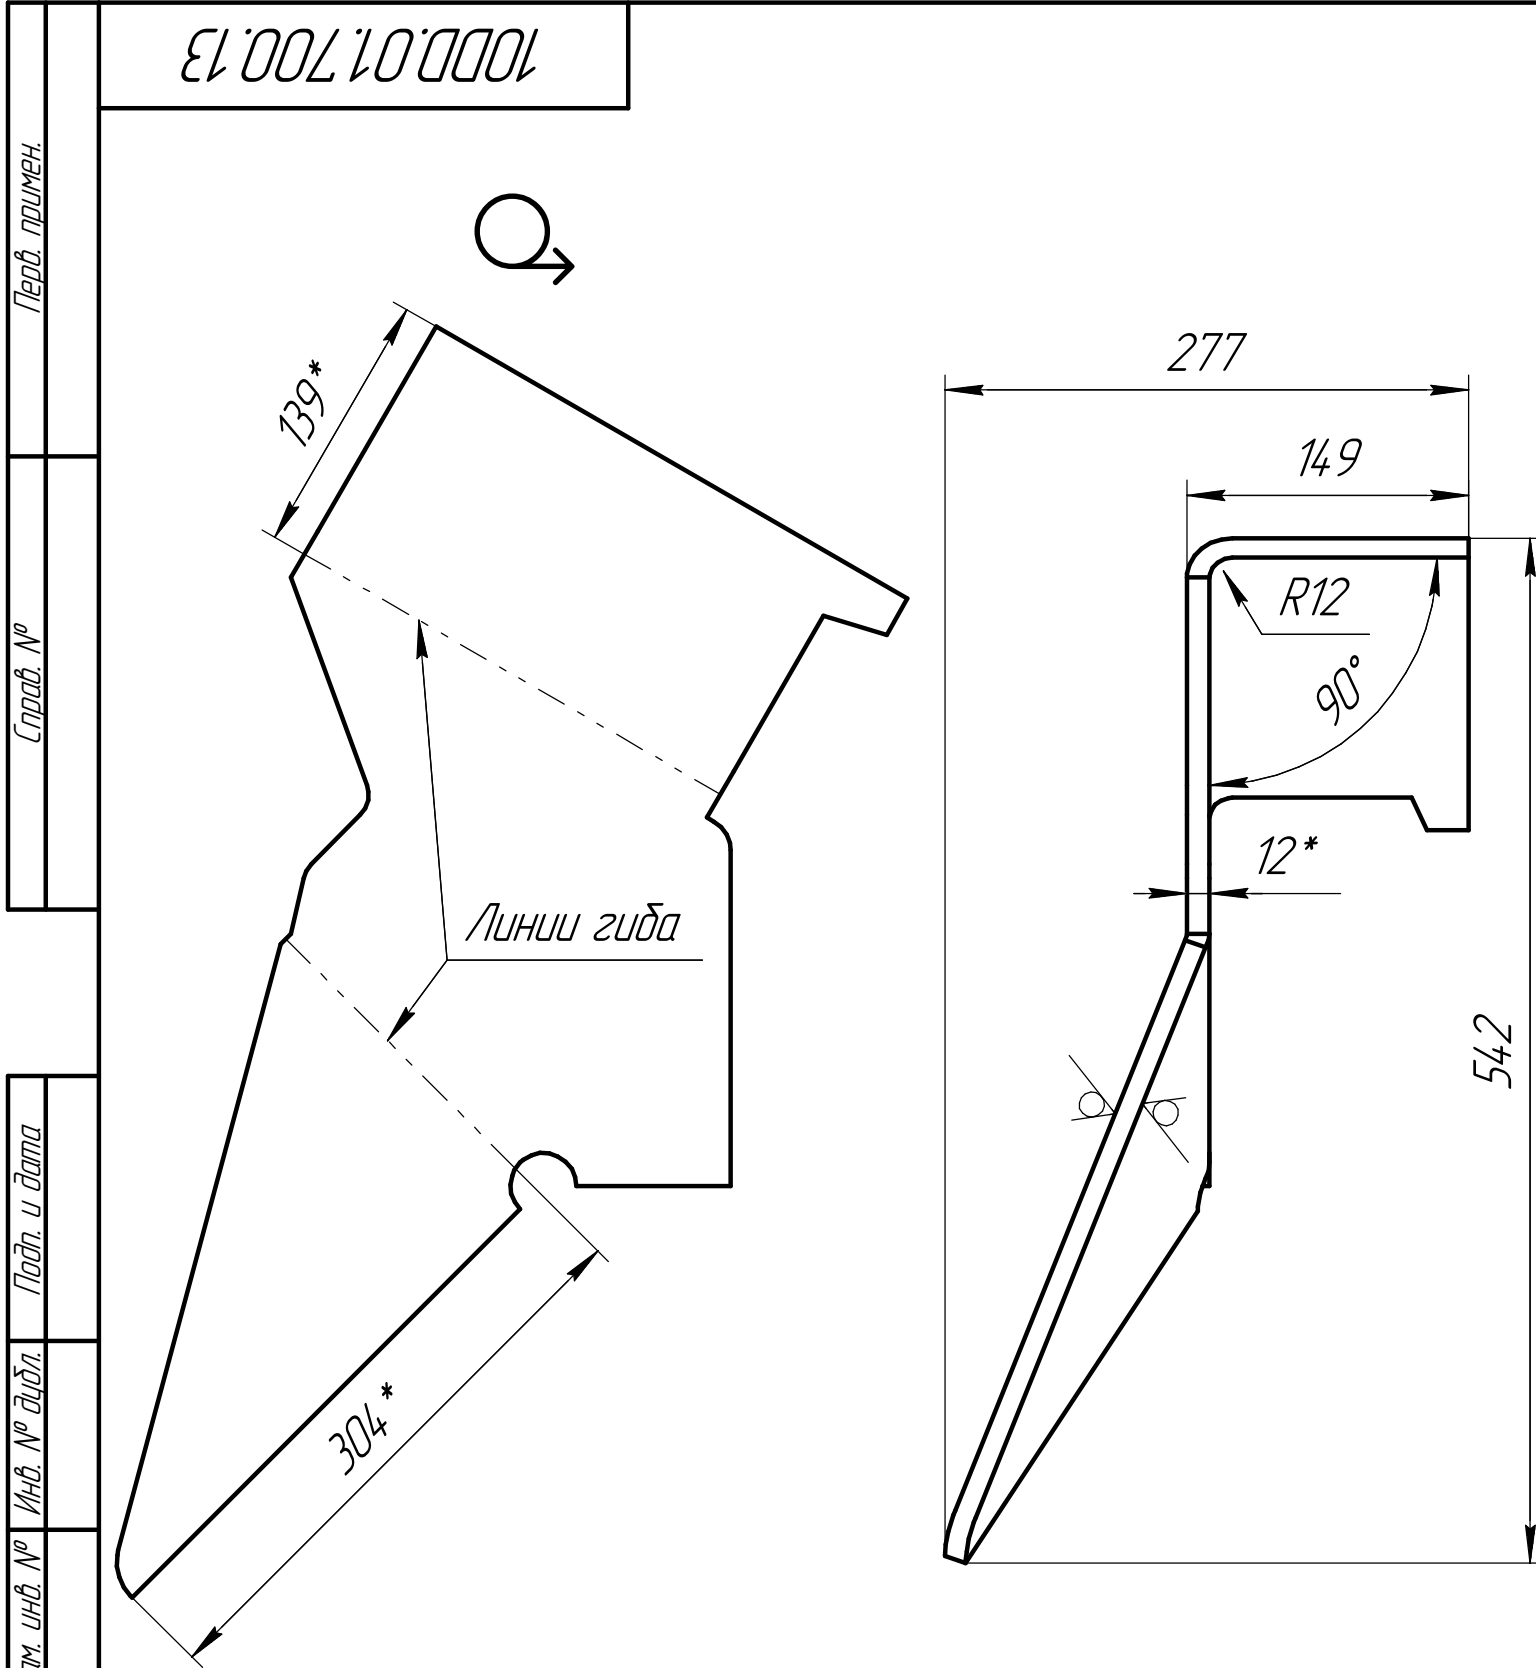 10DD.01.700.13
Перв. примен.
Справ. №
Подп. и дата
Инв. № дубл.
инв. №
139*
Линии гиба
304*
277
149
R12
90°
12*
542